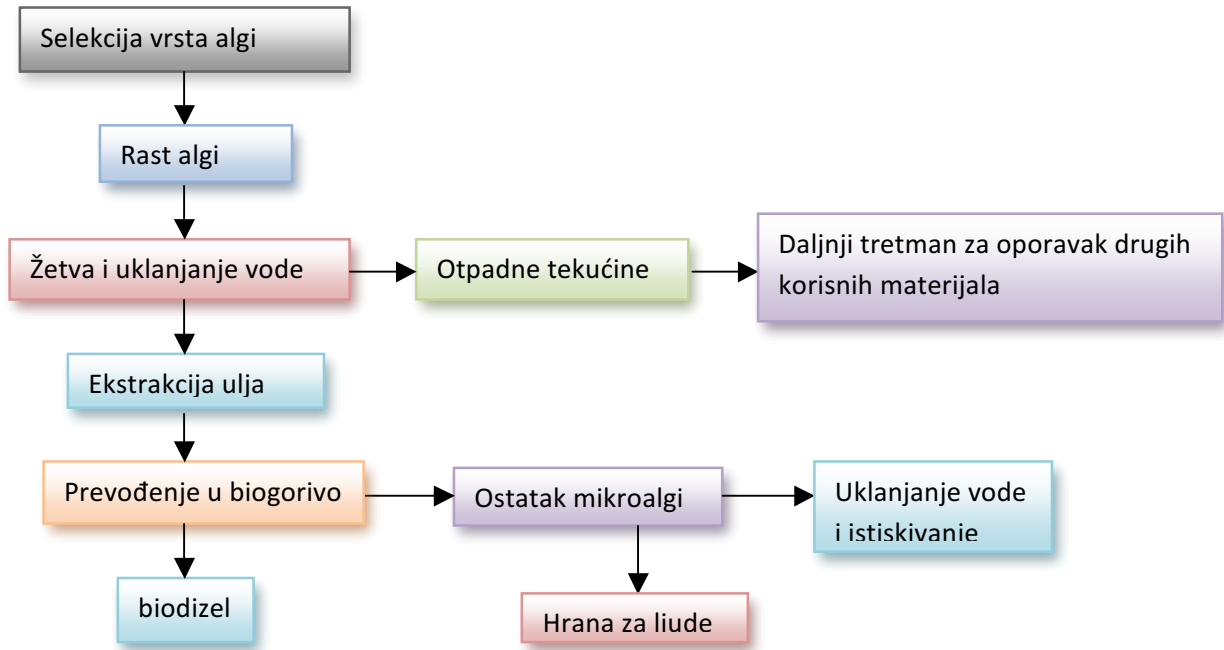 Selekcija vrsta algi
Rast algi
Žetva i uklanjanje vode
Otpadne tekućine
Daljnji tretman za oporavak drugih
korisnih materijala
Ekstrakcija ulja
Prevođenje u biogorivo
Ostatak mikroalgi
Uklanjanje vode
i istiskivanje
biodizel
Hrana za ljude